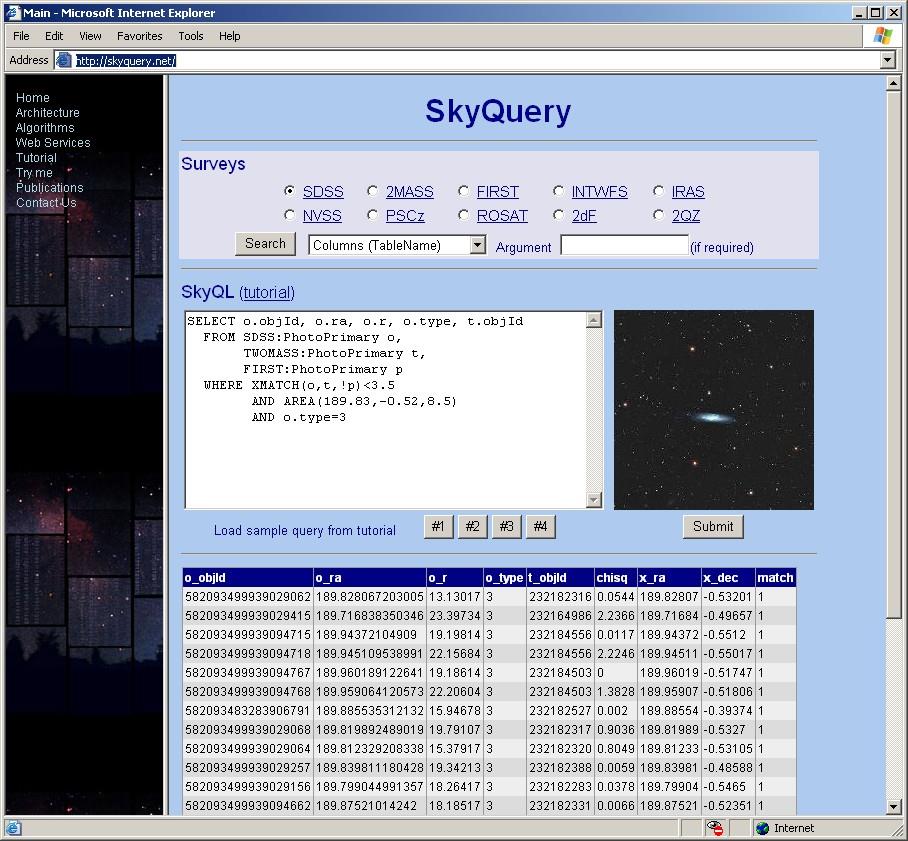 Main - Microsoft Internet Explorer
File Edit View Favorites Tools Help
Address http://skyquery.net/
Home
Architecture
Algorithms
Web Services
Tutorial
Try me
Publications
Contact Us
SkyQuery
Surveys
SDSS 2MASS FIRST INTWFS IRAS
NVSS PSCz ROSAT 2dF 2QZ
Search Columns (TableName) Argument (if required)
SkyQL (tutorial)
SELECT o.objId, o.ra, o.r, o.type, t.objId
FROM SDSS:PhotoPrimary o,
TWOMASS:PhotoPrimary t,
FIRST:PhotoPrimary p
WHERE XMATCH(o,t,!p)<3.5
AND AREA(189.83,-0.52,8.5)
AND o.type=3
Load sample query from tutorial #1 #2 #3 #4 Submit
o_objId o_ra o_r o_type t_objId chisq x_ra x_dec match
582093499939029062 189.828067203005 13.13017 3 232182316 0.0544 189.82807 -0.53201 1
582093499939029415 189.716838350346 23.39734 3 232164986 2.2366 189.71684 -0.49657 1
582093499939094715 189.94372104909 19.19814 3 232184556 0.0117 189.94372 -0.5512 1
582093499939094718 189.945109538991 22.15684 3 232184556 2.2246 189.94511 -0.55017 1
582093499939094767 189.960189122641 19.18614 3 232184503 0 189.96019 -0.51747 1
582093499939094768 189.959064120573 22.20604 3 232184503 1.3828 189.95907 -0.51806 1
582093483283906791 189.885535312132 15.94678 3 232182527 0.002 189.88554 -0.39374 1
582093499939029068 189.819892489019 19.79107 3 232182317 0.9036 189.81989 -0.5327 1
582093499939029064 189.812329208338 15.37917 3 232182320 0.8049 189.81233 -0.53105 1
582093499939029257 189.839811180428 19.34213 3 232182388 0.0059 189.83981 -0.48588 1
582093499939029156 189.799044991357 18.26417 3 232182283 0.0378 189.79904 -0.5465 1
582093499939094662 189.87521014242 18.18517 3 232182331 0.0066 189.87521 -0.52351 1
Internet